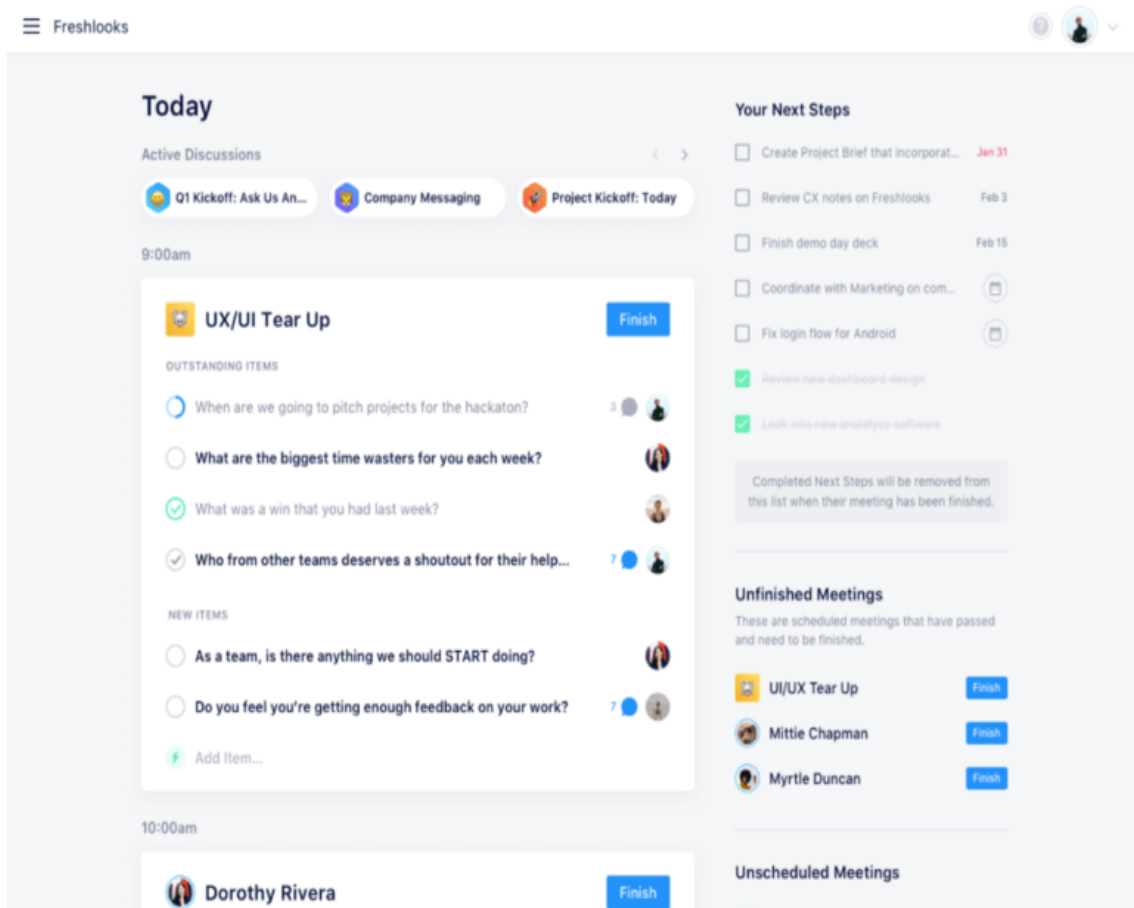 Freshlooks
Today
Active Discussions
Q1 Kickoff: Ask Us An...
Company Messaging
Project Kickoff: Today
9:00am
UX/UI Tear Up
Finish
OUTSTANDING ITEMS
When are we going to pitch projects for the hackaton?
3
What are the biggest time wasters for you each week?
What was a win that you had last week?
Who from other teams deserves a shoutout for their help...
7
NEW ITEMS
As a team, is there anything we should START doing?
Do you feel you're getting enough feedback on your work?
7
Add Item...
10:00am
Dorothy Rivera
Finish
Your Next Steps
Create Project Brief that incorporat...
Jan 31
Review CX notes on Freshlooks
Feb 3
Finish demo day deck
Feb 15
Coordinate with Marketing on com...
Fix login flow for Android
Review new dashboard design
Look into new analatycs software
Completed Next Steps will be removed from
this list when their meeting has been finished.
Unfinished Meetings
These are scheduled meetings that have passed
and need to be finished.
UI/UX Tear Up
Finish
Mittie Chapman
Finish
Myrtle Duncan
Finish
Unscheduled Meetings